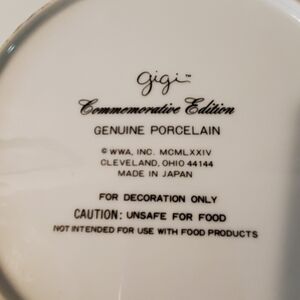 gigi™
Commemorative Edition
GENUINE PORCELAIN
© WWA, INC. MCMLXXIV
CLEVELAND, OHIO 44144
MADE IN JAPAN
FOR DECORATION ONLY
CAUTION: UNSAFE FOR FOOD
NOT INTENDED FOR USE WITH FOOD PRODUCTS